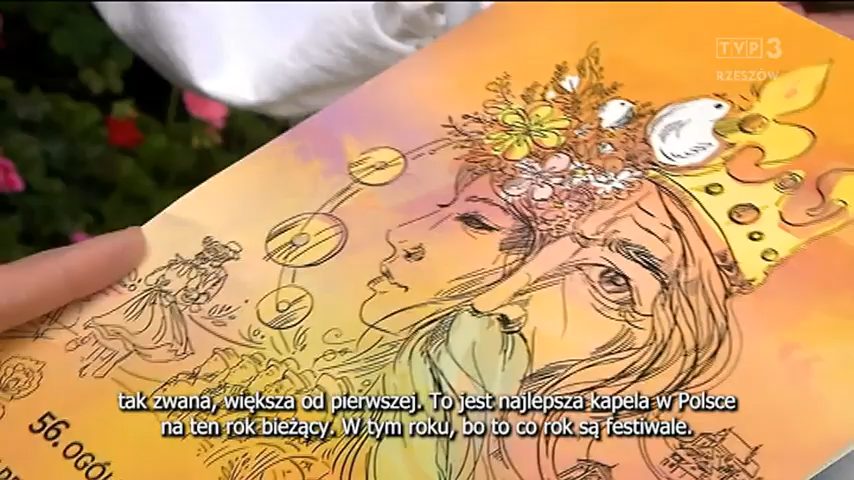 TVP3
RZESZÓW
56. OGÓL
tak zwana, większa od pierwszej. To jest najlepsza kapela w Polsce
na ten rok bieżący. W tym roku, bo to co rok są festiwale.